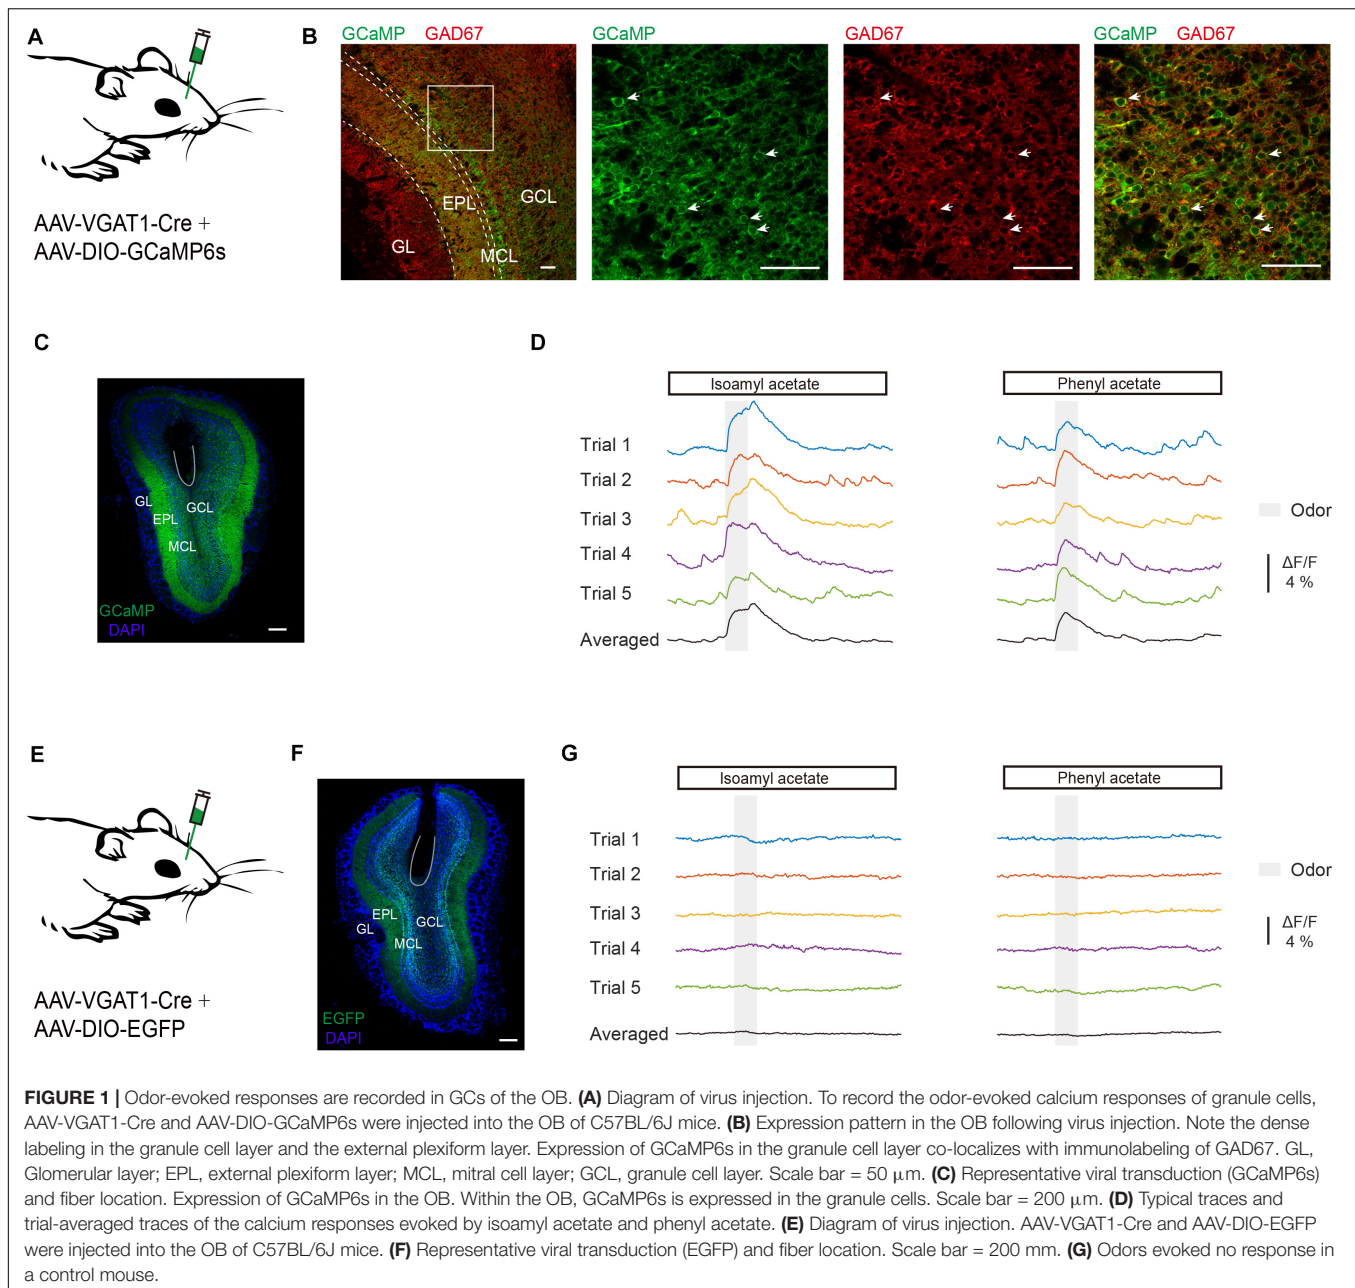 A
AAV-VGAT1-Cre +
AAV-DIO-GCaMP6s
B
GCaMP GAD67
GCaMP
GAD67
GCaMP GAD67
GL
EPL
MCL
GCL
C
GL
EPL
GCL
MCL
GCaMP
DAPI
D
Isoamyl acetate
Phenyl acetate
Trial 1
Trial 2
Trial 3
Trial 4
Trial 5
Averaged
Odor
ΔF/F
4 %
E
AAV-VGAT1-Cre +
AAV-DIO-EGFP
F
EPL
GL
GCL
MCL
EGFP
DAPI
G
Isoamyl acetate
Phenyl acetate
Trial 1
Trial 2
Trial 3
Trial 4
Trial 5
Averaged
Odor
ΔF/F
4 %
FIGURE 1 | Odor-evoked responses are recorded in GCs of the OB. (A) Diagram of virus injection. To record the odor-evoked calcium responses of granule cells,
AAV-VGAT1-Cre and AAV-DIO-GCaMP6s were injected into the OB of C57BL/6J mice. (B) Expression pattern in the OB following virus injection. Note the dense
labeling in the granule cell layer and the external plexiform layer. Expression of GCaMP6s in the granule cell layer co-localizes with immunolabeling of GAD67. GL,
Glomerular layer; EPL, external plexiform layer; MCL, mitral cell layer; GCL, granule cell layer. Scale bar = 50 μm. (C) Representative viral transduction (GCaMP6s)
and fiber location. Expression of GCaMP6s in the OB. Within the OB, GCaMP6s is expressed in the granule cells. Scale bar = 200 μm. (D) Typical traces and
trial-averaged traces of the calcium responses evoked by isoamyl acetate and phenyl acetate. (E) Diagram of virus injection. AAV-VGAT1-Cre and AAV-DIO-EGFP
were injected into the OB of C57BL/6J mice. (F) Representative viral transduction (EGFP) and fiber location. Scale bar = 200 mm. (G) Odors evoked no response in
a control mouse.